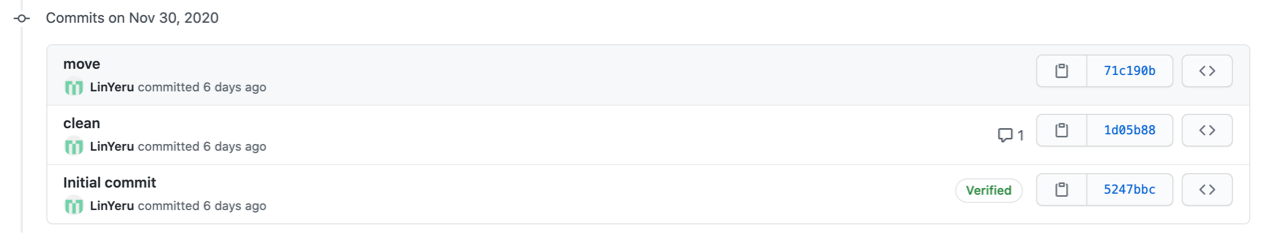 Commits on Nov 30, 2020
move
LinYeru committed 6 days ago
71c190b
clean
LinYeru committed 6 days ago
1
1d05b88
Initial commit
LinYeru committed 6 days ago
Verified
5247bbc